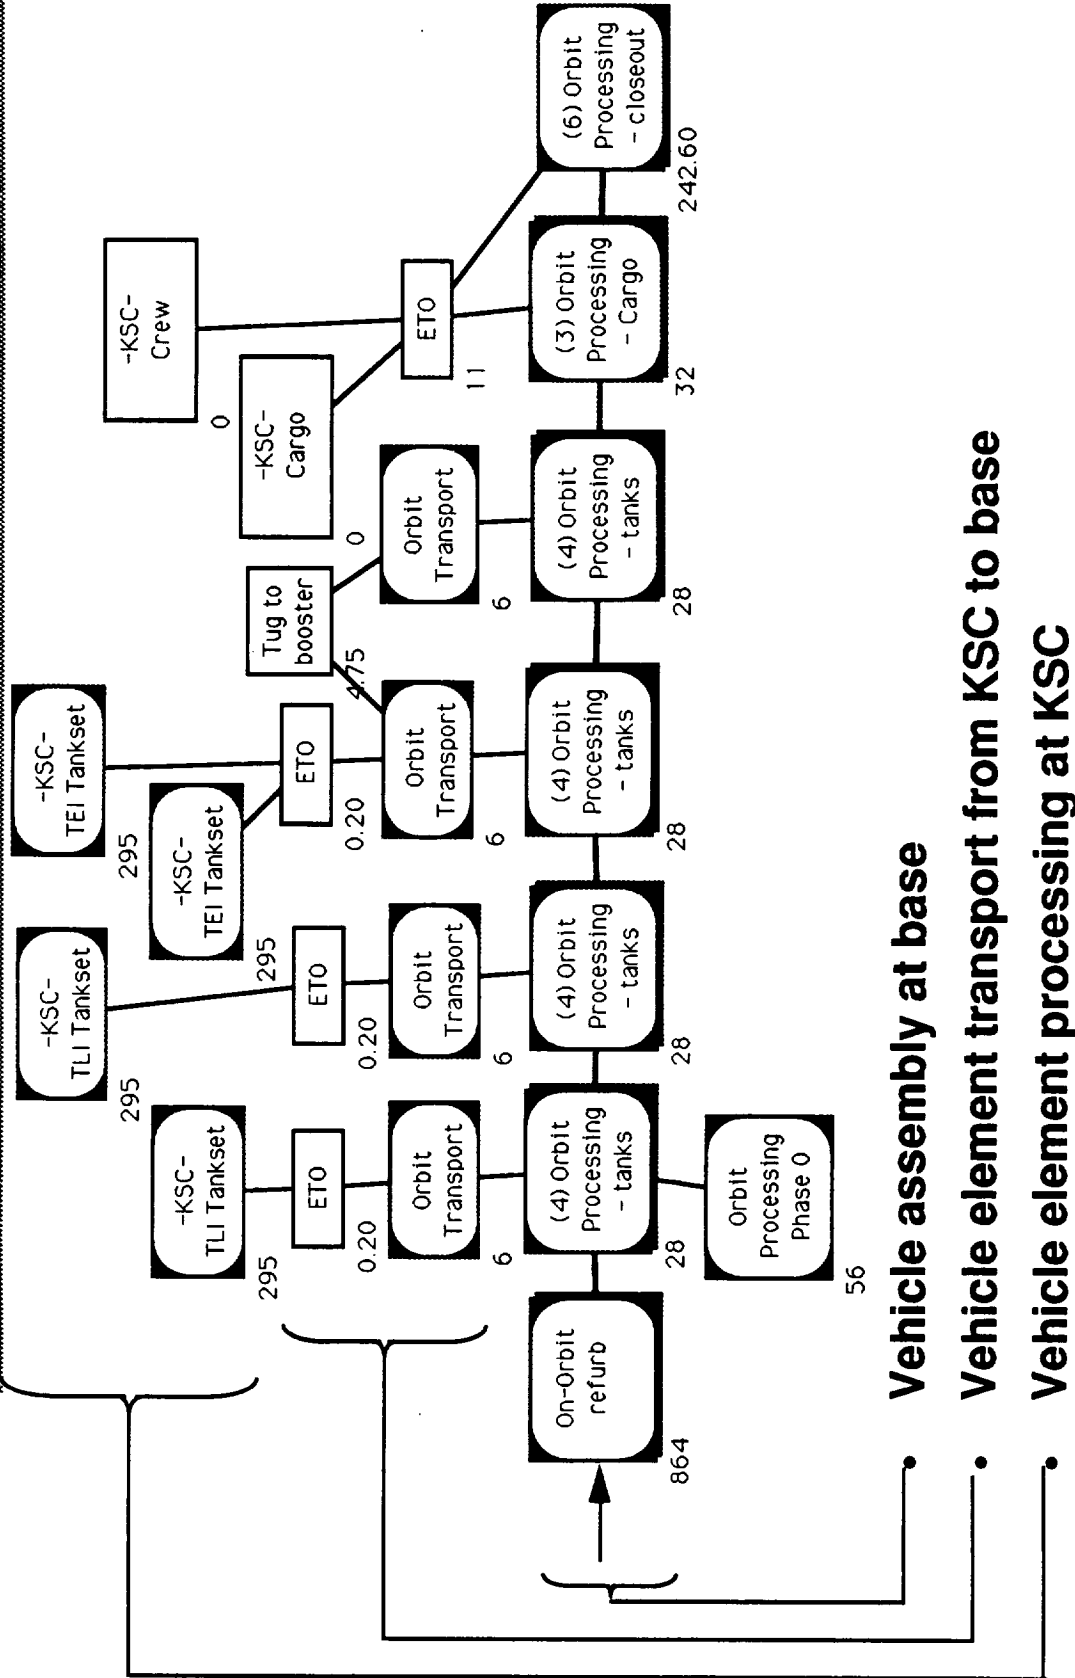 -KSC-
TEI Tankset
295
-KSC-
TLI Tankset
295
-KSC-
Crew
0
-KSC-
TLI Tankset
295
-KSC-
TEI Tankset
295
Tug to
booster
4.75
-KSC-
Cargo
0
ETO
0.20
ETO
0.20
ETO
0.20
ETO
11
Orbit
Transport
6
Orbit
Transport
6
Orbit
Transport
6
Orbit
Transport
6
On-Orbit
refurb
864
(4) Orbit
Processing
- tanks
28
(4) Orbit
Processing
- tanks
28
(4) Orbit
Processing
- tanks
28
(4) Orbit
Processing
- tanks
28
(3) Orbit
Processing
- Cargo
32
(6) Orbit
Processing
- closeout
242.60
Orbit
Processing
Phase 0
56
• Vehicle assembly at base
• Vehicle element transport from KSC to base
• Vehicle element processing at KSC